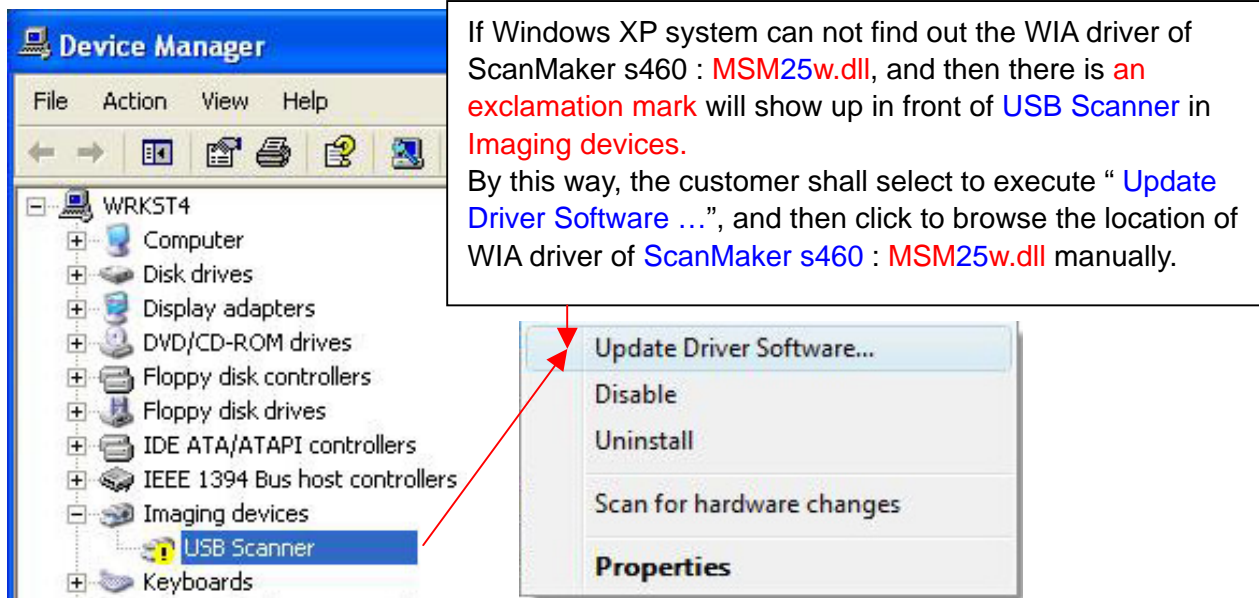 Device Manager
File Action View Help
WRKST4
Computer
Disk drives
Display adapters
DVD/CD-ROM drives
Floppy disk controllers
Floppy disk drives
IDE ATA/ATAPI controllers
IEEE 1394 Bus host controllers
Imaging devices
USB Scanner
Keyboards
If Windows XP system can not find out the WIA driver of
ScanMaker s460 : MSM25w.dll, and then there is an
exclamation mark will show up in front of USB Scanner in
Imaging devices.
By this way, the customer shall select to execute “ Update
Driver Software …”, and then click to browse the location of
WIA driver of ScanMaker s460 : MSM25w.dll manually.
Update Driver Software...
Disable
Uninstall
Scan for hardware changes
Properties